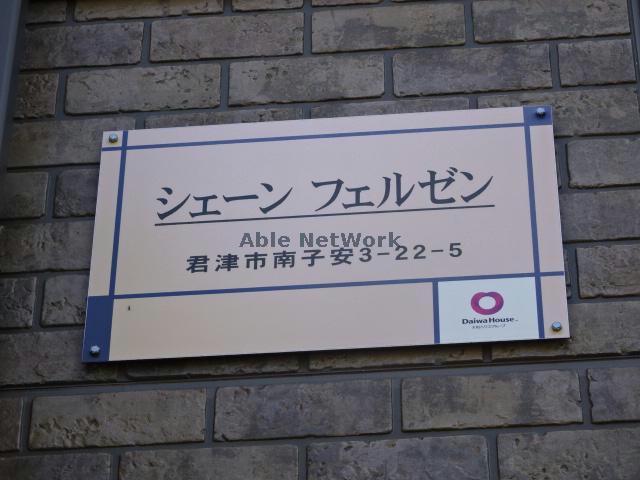 シェーン フェルゼン
Able NetWork
君津市南子安3-22-5
Daiwa House